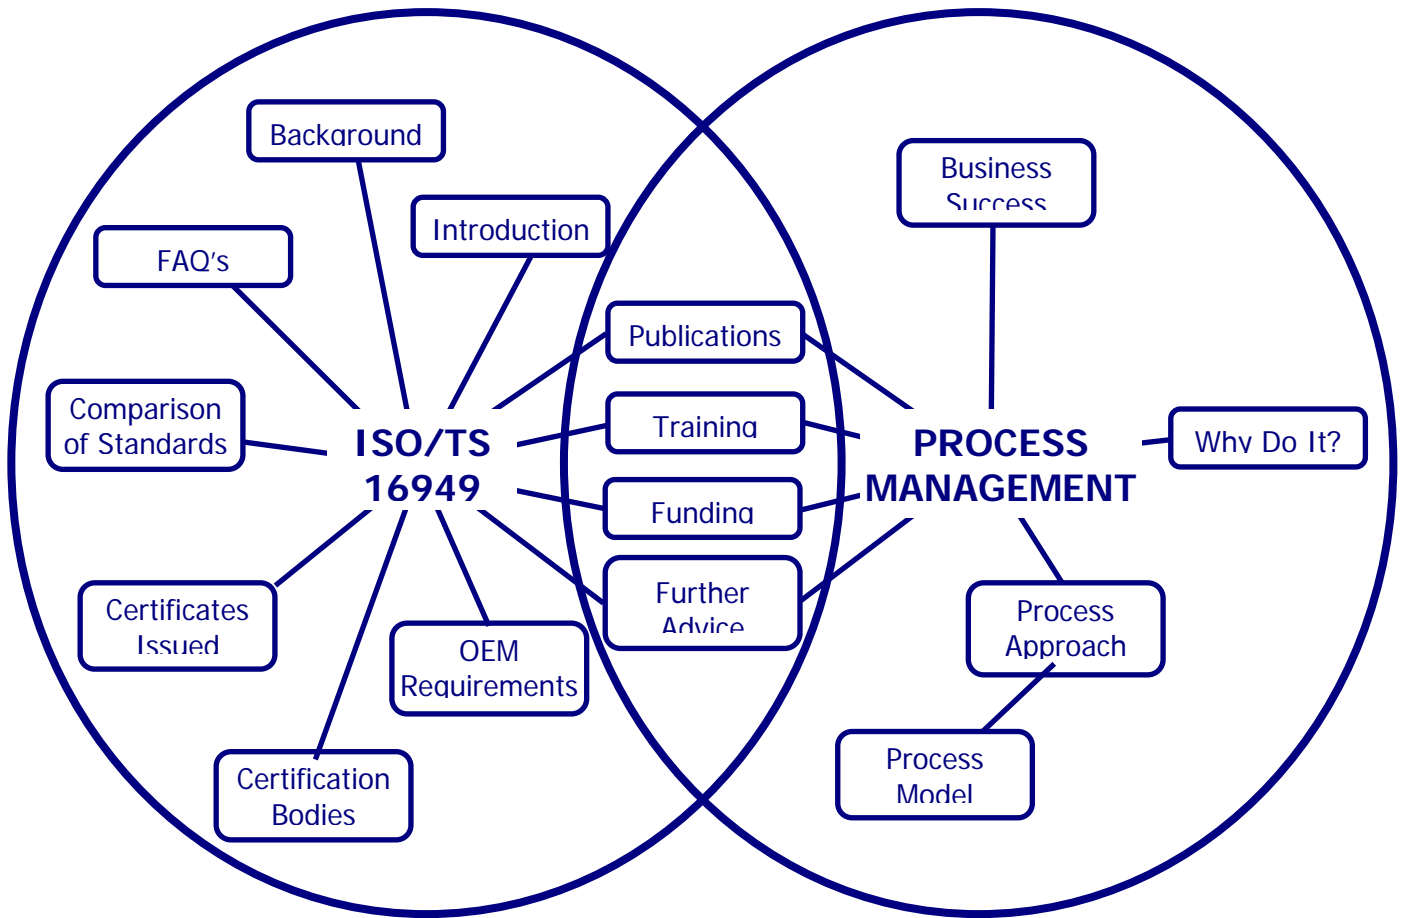 Background
Introduction
FAQ's
Comparison
of Standards
ISO/TS
16949
Certificates
Issued
OEM
Requirements
Certification
Bodies
Publications
Training
Funding
Further
Advice
Business
Success
PROCESS
MANAGEMENT
Why Do It?
Process
Approach
Process
Model